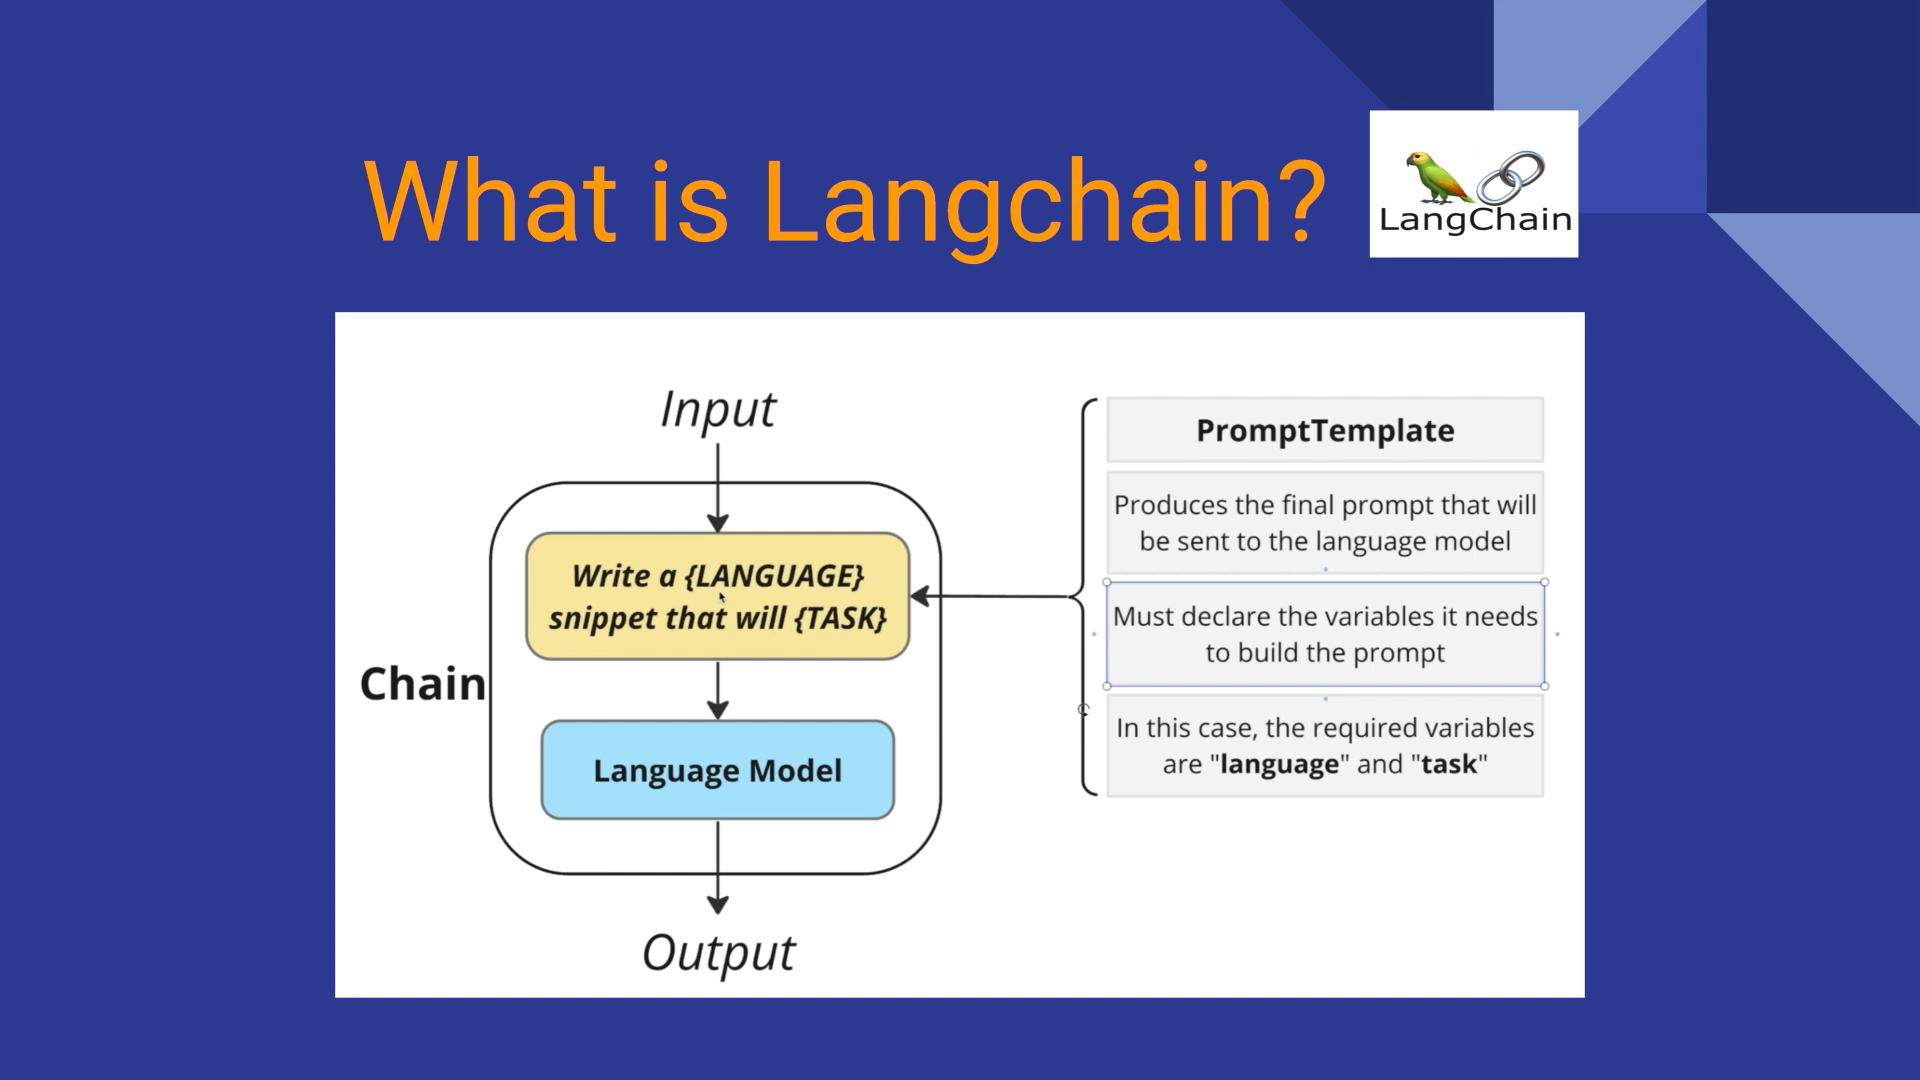 What is Langchain?
LangChain
Input
Write a {LANGUAGE}
snippet that will {TASK}
Chain
Language Model
Output
PromptTemplate
Produces the final prompt that will
be sent to the language model
Must declare the variables it needs
to build the prompt
In this case, the required variables
are "language" and "task"